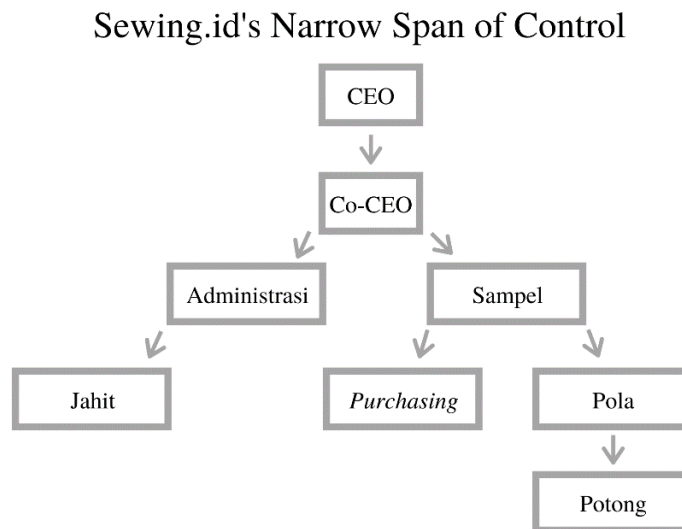 Sewing.id's Narrow Span of Control
CEO
Co-CEO
Administrasi
Sampel
Jahit
Purchasing
Pola
Potong